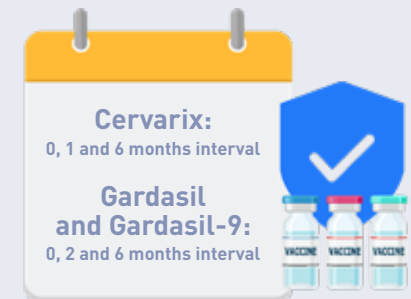 Cervarix:
0, 1 and 6 months interval
Gardasil
and Gardasil-9:
0, 2 and 6 months interval
VACCINE VACCINE VACCINE